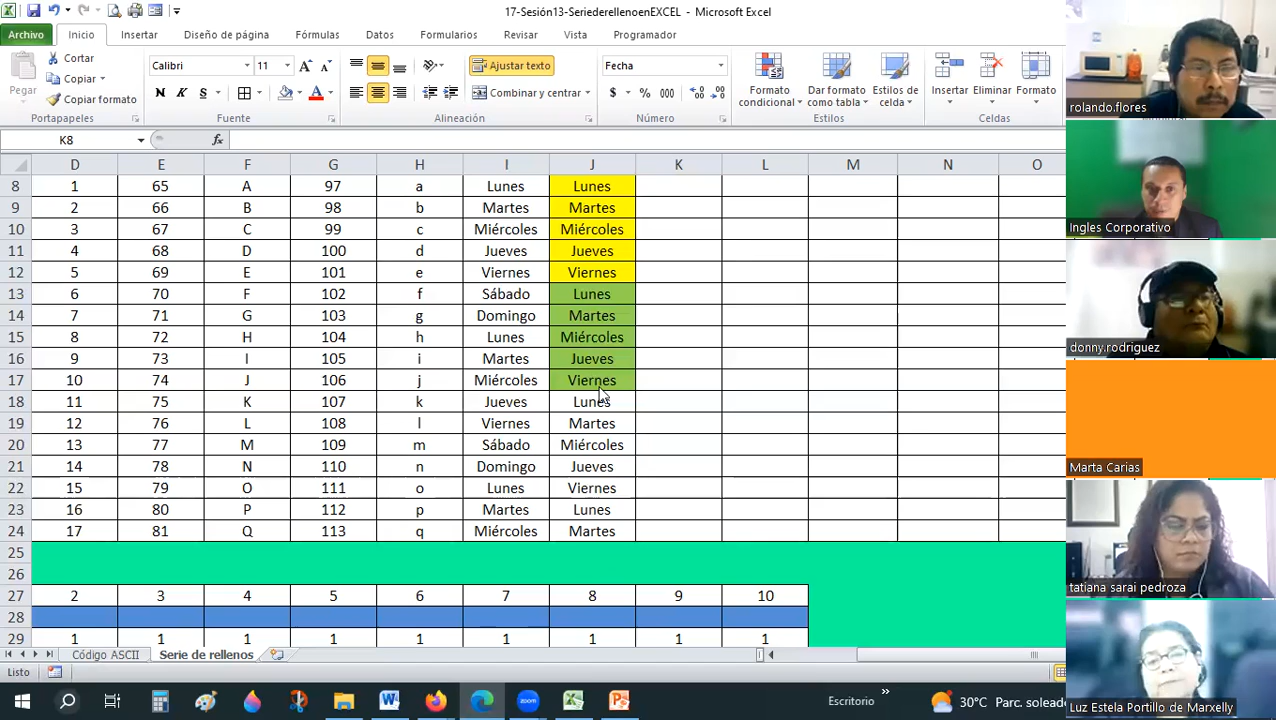 17-Sesión13-SeriederellenoenEXCEL - Microsoft Excel
Archivo Inicio Insertar Diseño de página Fórmulas Datos Formularios Revisar Vista Programador
Pegar
Cortar
Copiar
Copiar formato
Portapapeles
Calibri 11
N K S
Fuente
Ajustar texto
Combinar y centrar
Alineación
Fecha
$ % 000
Número
Formato condicional
Dar formato como tabla
Estilos de celda
Estilos
Insertar Eliminar Formato
Celdas
K8 fx
D E F G H I J K L M N O
8 1 65 A 97 a Lunes Lunes
9 2 66 B 98 b Martes Martes
10 3 67 C 99 c Miércoles Miércoles
11 4 68 D 100 d Jueves Jueves
12 5 69 E 101 e Viernes Viernes
13 6 70 F 102 f Sábado Lunes
14 7 71 G 103 g Domingo Martes
15 8 72 H 104 h Lunes Miércoles
16 9 73 I 105 i Martes Jueves
17 10 74 J 106 j Miércoles Viernes
18 11 75 K 107 k Jueves Lunes
19 12 76 L 108 l Viernes Martes
20 13 77 M 109 m Sábado Miércoles
21 14 78 N 110 n Domingo Jueves
22 15 79 O 111 o Lunes Viernes
23 16 80 P 112 p Martes Lunes
24 17 81 Q 113 q Miércoles Martes
25
26
27 2 3 4 5 6 7 8 9 10
28
29 1 1 1 1 1 1 1 1 1
Código ASCII Serie de rellenos
Listo
zoom
Escritorio » 30°C Parc. soleado
rolando.flores
Ingles Corporativo
donny.rodriguez
Marta Carias
tatiana sarai pedroza
Luz Estela Portillo de Marxelly